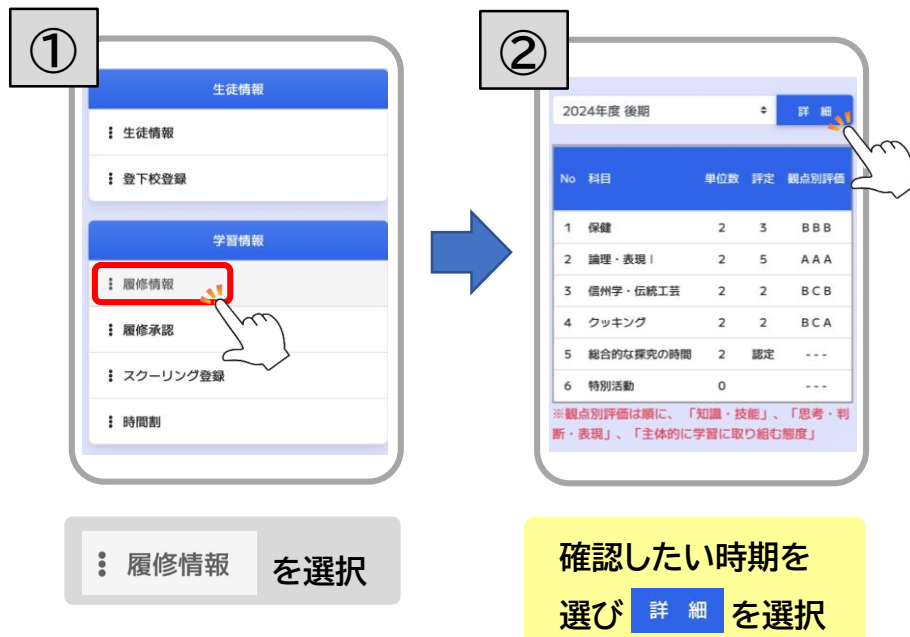 ①
生徒情報
生徒情報
登下校登録
学習情報
履修情報
履修承認
スクーリング登録
時間割
履修情報 を選択
②
2024年度 後期 詳 細
No 科目 単位数 評定 観点別評価
1 保健 2 3 B B B
2 論理・表現Ⅰ 2 5 A A A
3 信州学・伝統工芸 2 2 B C B
4 クッキング 2 2 B C A
5 総合的な探究の時間 2 認定 - - -
6 特別活動 0 - - -
※観点別評価は順に、「知識・技能」、「思考・判
断・表現」、「主体的に学習に取り組む態度」
確認したい時期を
選び 詳 細 を選択